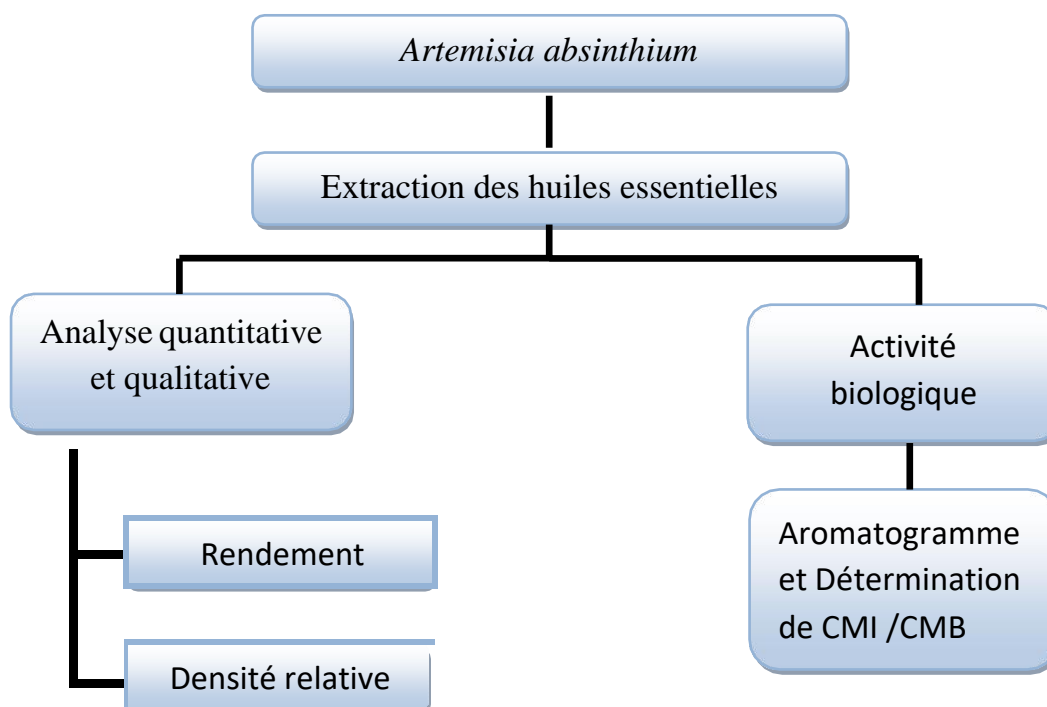 Artemisia absinthium
Extraction des huiles essentielles
Analyse quantitative
et qualitative
Rendement
Densité relative
Activité
biologique
Aromatogramme
et Détermination
de CMI /CMB